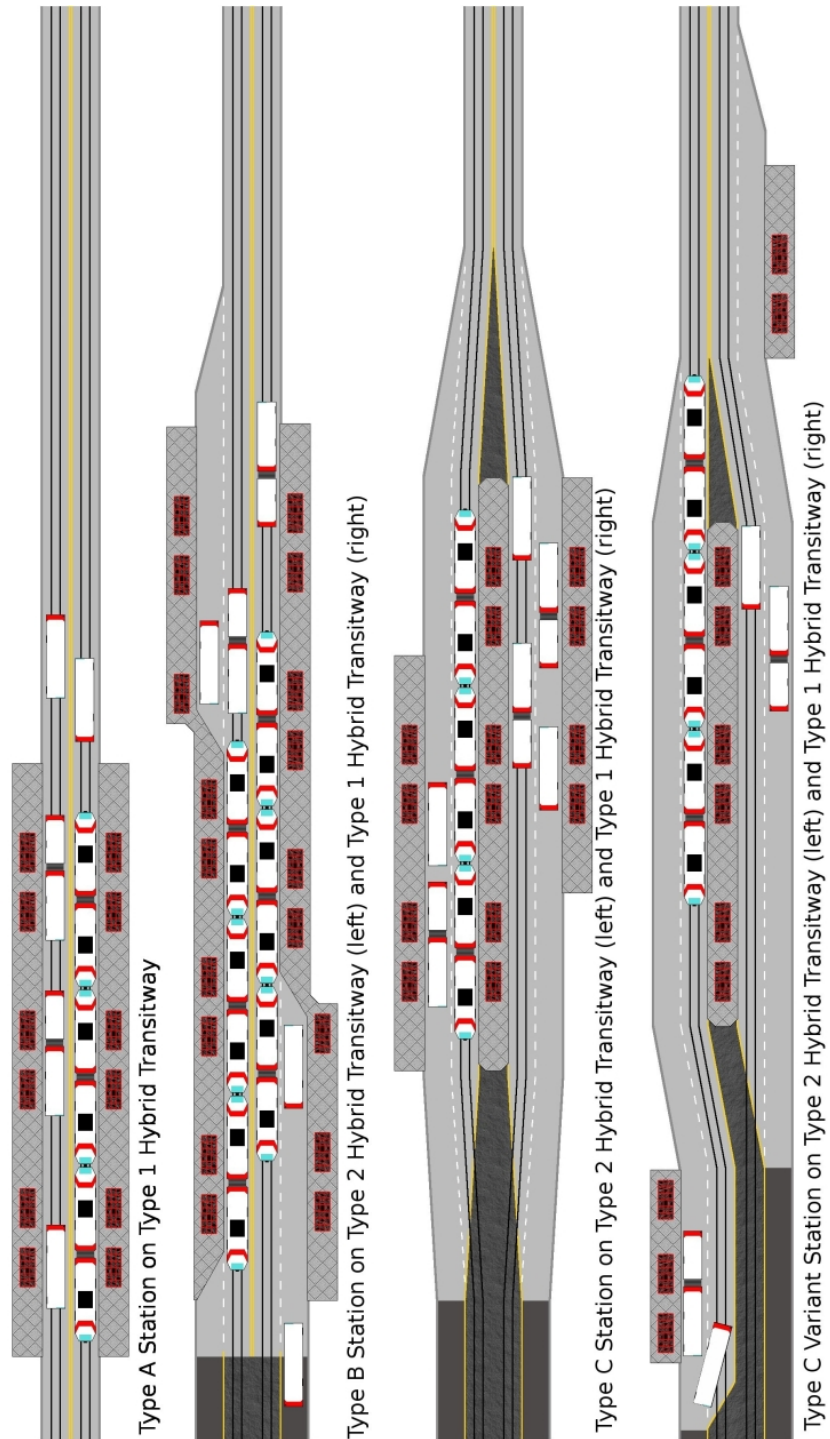 Type A Station on Type 1 Hybrid Transitway
Type B Station on Type 2 Hybrid Transitway (left) and Type 1 Hybrid Transitway (right)
Type C Station on Type 2 Hybrid Transitway (left) and Type 1 Hybrid Transitway (right)
Type C Variant Station on Type 2 Hybrid Transitway (left) and Type 1 Hybrid Transitway (right)